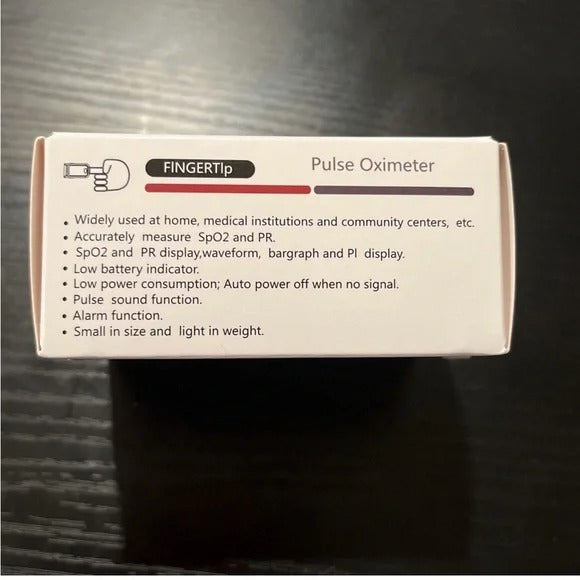 FINGERTIp
Pulse Oximeter
• Widely used at home, medical institutions and community centers, etc.
• Accurately measure SpO2 and PR.
• SpO2 and PR display,waveform, bargraph and PI display.
• Low battery indicator.
• Low power consumption; Auto power off when no signal.
• Pulse sound function.
• Alarm function.
• Small in size and light in weight.